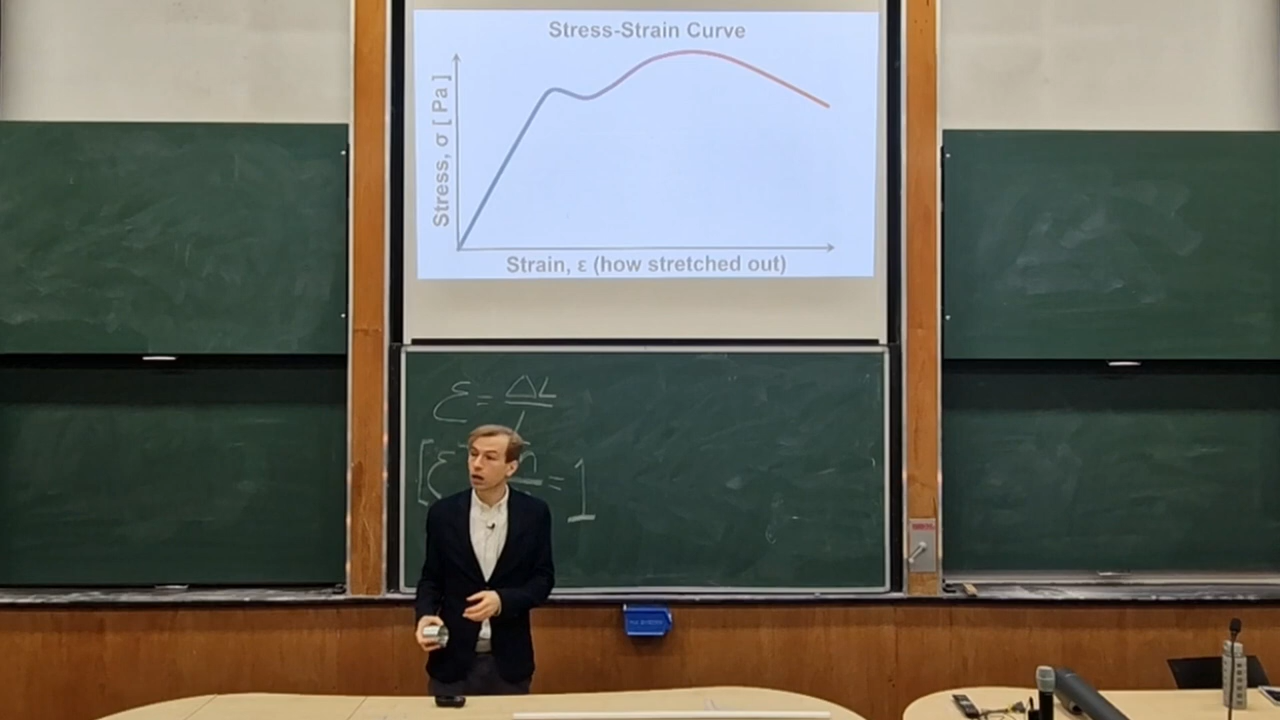 Stress-Strain Curve
Stress, σ [ Pa ]
Strain, ε (how stretched out)
ε = ΔL
[ε = 1